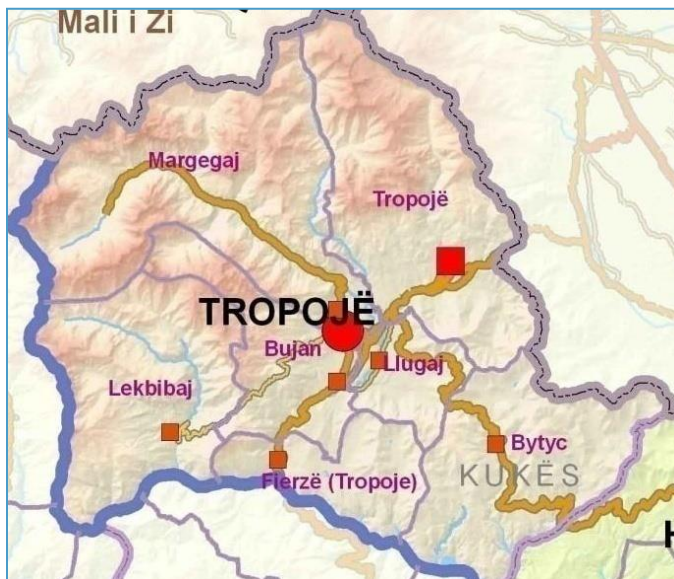 Mali i Zi
Margegaj
Tropojë
TROPOJË
Bujan
Llugaj
Lekbibaj
Bytyc
KUKËS
Fierzë (Tropoje)
H